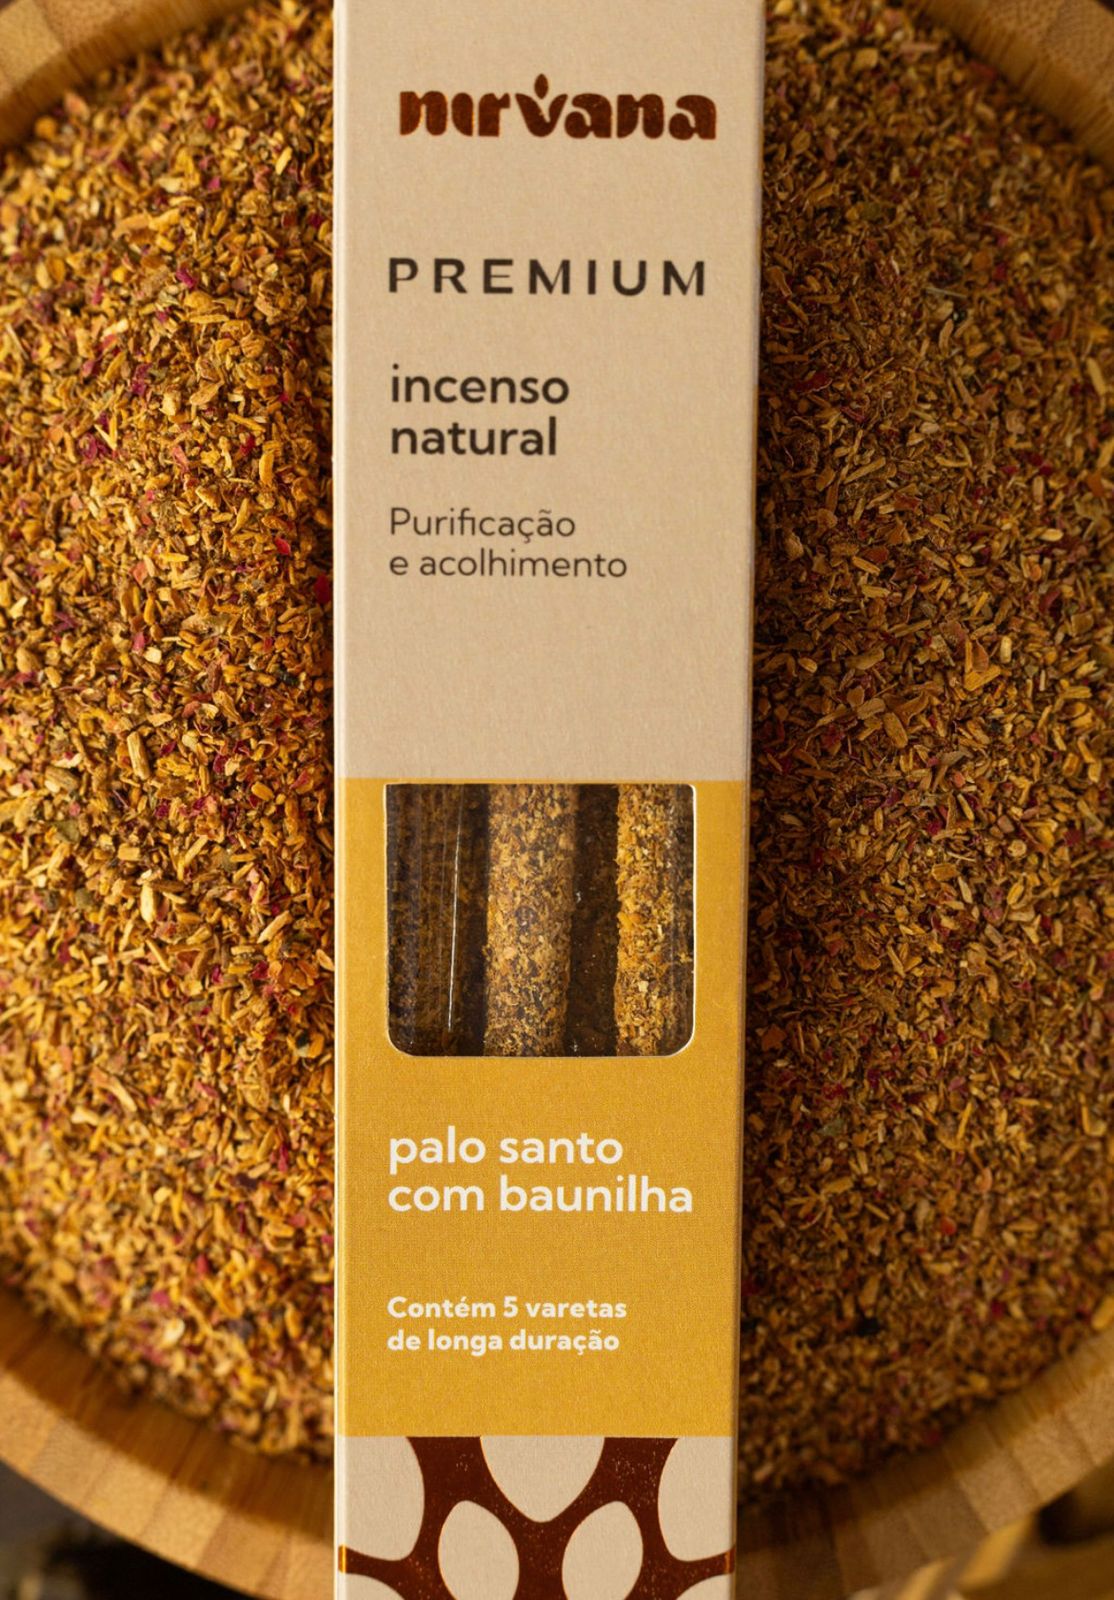 nirvana
PREMIUM
incenso
natural
Purificação
e acolhimento
palo santo
com baunilha
Contém 5 varetas
de longa duração